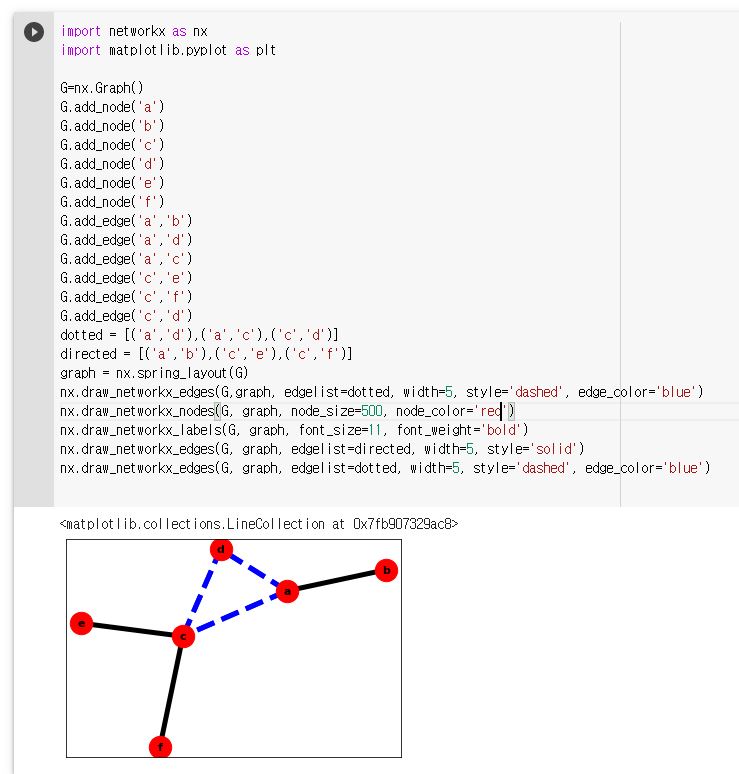 import networkx as nx
import matplotlib.pyplot as plt
G=nx.Graph()
G.add_node('a')
G.add_node('b')
G.add_node('c')
G.add_node('d')
G.add_node('e')
G.add_node('f')
G.add_edge('a','b')
G.add_edge('a','d')
G.add_edge('a','c')
G.add_edge('c','e')
G.add_edge('c','f')
G.add_edge('c','d')
dotted = [('a','d'),('a','c'),('c','d')]
directed = [('a','b'),('c','e'),('c','f')]
graph = nx.spring_layout(G)
nx.draw_networkx_edges(G,graph, edgelist=dotted, width=5, style='dashed', edge_color='blue')
nx.draw_networkx_nodes(G, graph, node_size=500, node_color='red')
nx.draw_networkx_labels(G, graph, font_size=11, font_weight='bold')
nx.draw_networkx_edges(G, graph, edgelist=directed, width=5, style='solid')
nx.draw_networkx_edges(G, graph, edgelist=dotted, width=5, style='dashed', edge_color='blue')
<matplotlib.collections.LineCollection at 0x7fb907329ac8>
d
b
a
e
c
f